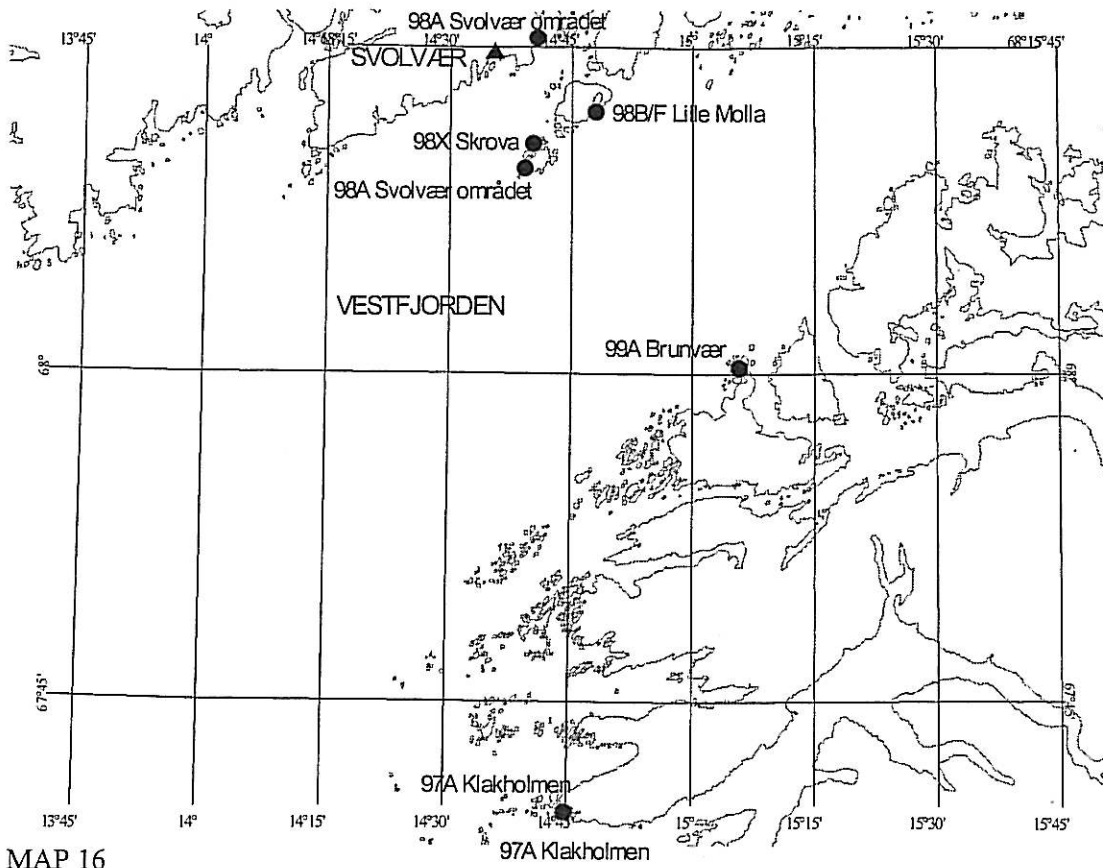 98A Svolvær området
13°45' 14° 14°15' 14°30' 14°45' 15° 15°15' 15°30' 68°15'45'
SVOLVÆR
98B/F Lille Molla
98X Skrova
98A Svolvær området
VESTFJORDEN
99A Brunvær
68° 68°
67°45' 67°45'
97A Klakholmen
13°45' 14° 14°15' 14°30' 14°45' 15° 15°15' 15°30' 15°45'
97A Klakholmen
MAP 16